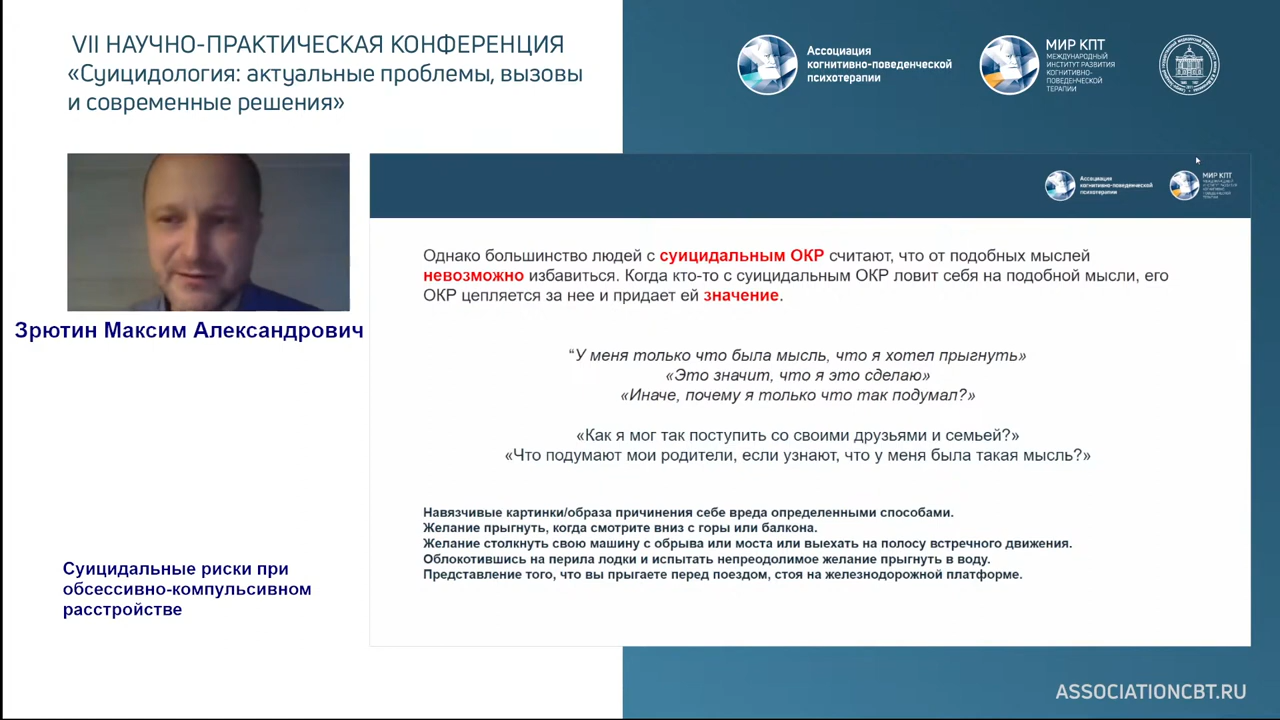 VII НАУЧНО-ПРАКТИЧЕСКАЯ КОНФЕРЕНЦИЯ
«Суицидология: актуальные проблемы, вызовы
и современные решения»
Ассоциация
когнитивно-поведенческой
психотерапии
МИР КПТ
МЕЖДУНАРОДНЫЙ
ИНСТИТУТ РАЗВИТИЯ
КОГНИТИВНО-
ПОВЕДЕНЧЕСКОЙ
ТЕРАПИИ
Ассоциация
когнитивно-поведенческой
психотерапии
МИР КПТ
Зрютин Максим Александрович
Однако большинство людей с суицидальным ОКР считают, что от подобных мыслей
невозможно избавиться. Когда кто-то с суицидальным ОКР ловит себя на подобной мысли, его
ОКР цепляется за нее и придает ей значение.
“У меня только что была мысль, что я хотел прыгнуть»
«Это значит, что я это сделаю»
«Иначе, почему я только что так подумал?»
«Как я мог так поступить со своими друзьями и семьей?»
«Что подумают мои родители, если узнают, что у меня была такая мысль?»
Навязчивые картинки/образа причинения себе вреда определенными способами.
Желание прыгнуть, когда смотрите вниз с горы или балкона.
Желание столкнуть свою машину с обрыва или моста или выехать на полосу встречного движения.
Облокотившись на перила лодки и испытать непреодолимое желание прыгнуть в воду.
Представление того, что вы прыгаете перед поездом, стоя на железнодорожной платформе.
Суицидальные риски при
обсессивно-компульсивном
расстройстве
ASSOCIATIONCBT.RU